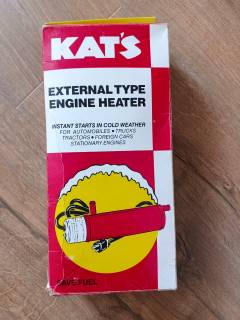 KAT'S
EXTERNAL TYPE
ENGINE HEATER
INSTANT STARTS IN COLD WEATHER
FOR AUTOMOBILES • TRUCKS
TRACTORS • FOREIGN CARS
STATIONARY ENGINES
SAVE FUEL